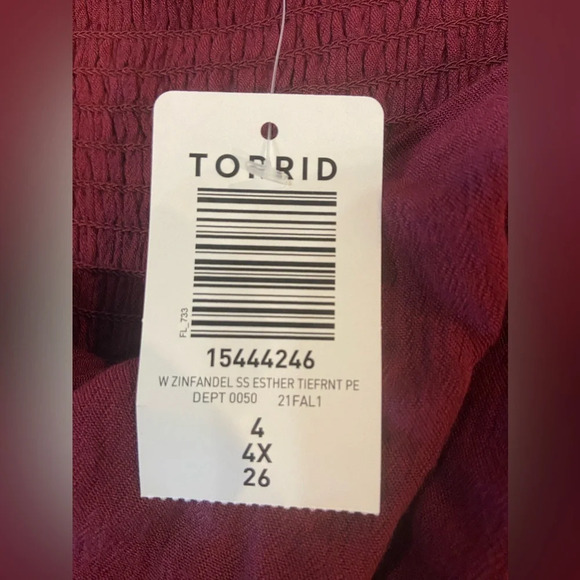 TORRID
FL_733
15444246
W ZINFANDEL SS ESTHER TIEFRNT PE
DEPT 0050 21FAL1
4
4X
26